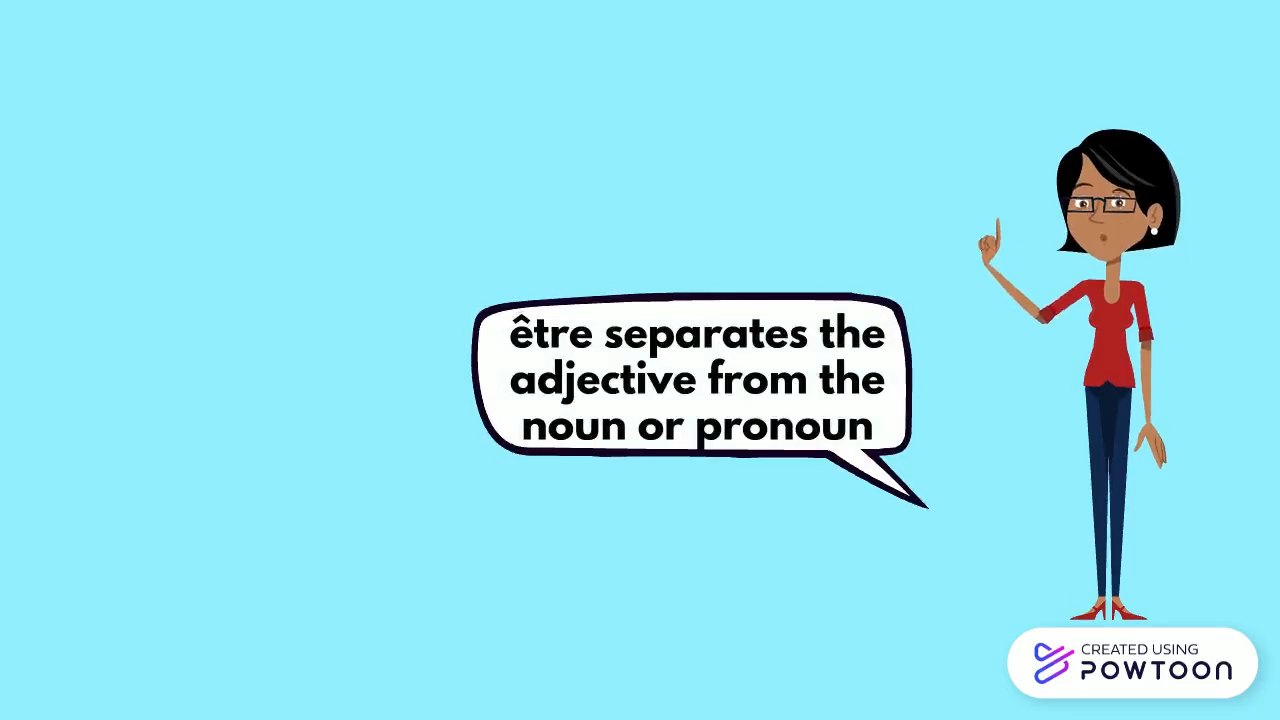 être separates the
adjective from the
noun or pronoun
CREATED USING
POWTOON